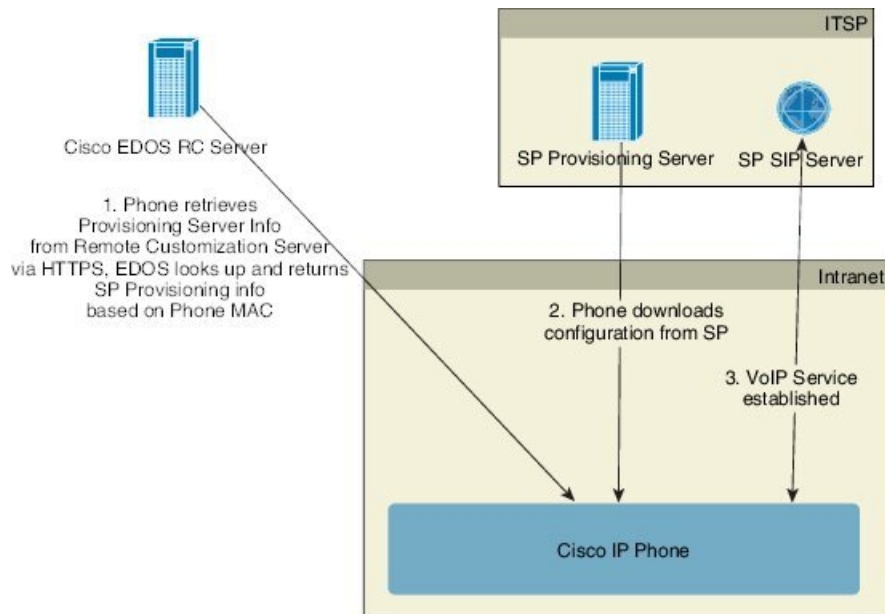 ITSP
Cisco EDOS RC Server
SP Provisioning Server
SP SIP Server
1. Phone retrieves
Provisioning Server Info
from Remote Customization Server
via HTTPS, EDOS looks up and returns
SP Provisioning info
based on Phone MAC
Intranet
2. Phone downloads
configuration from SP
3. VoIP Service
established
Cisco IP Phone